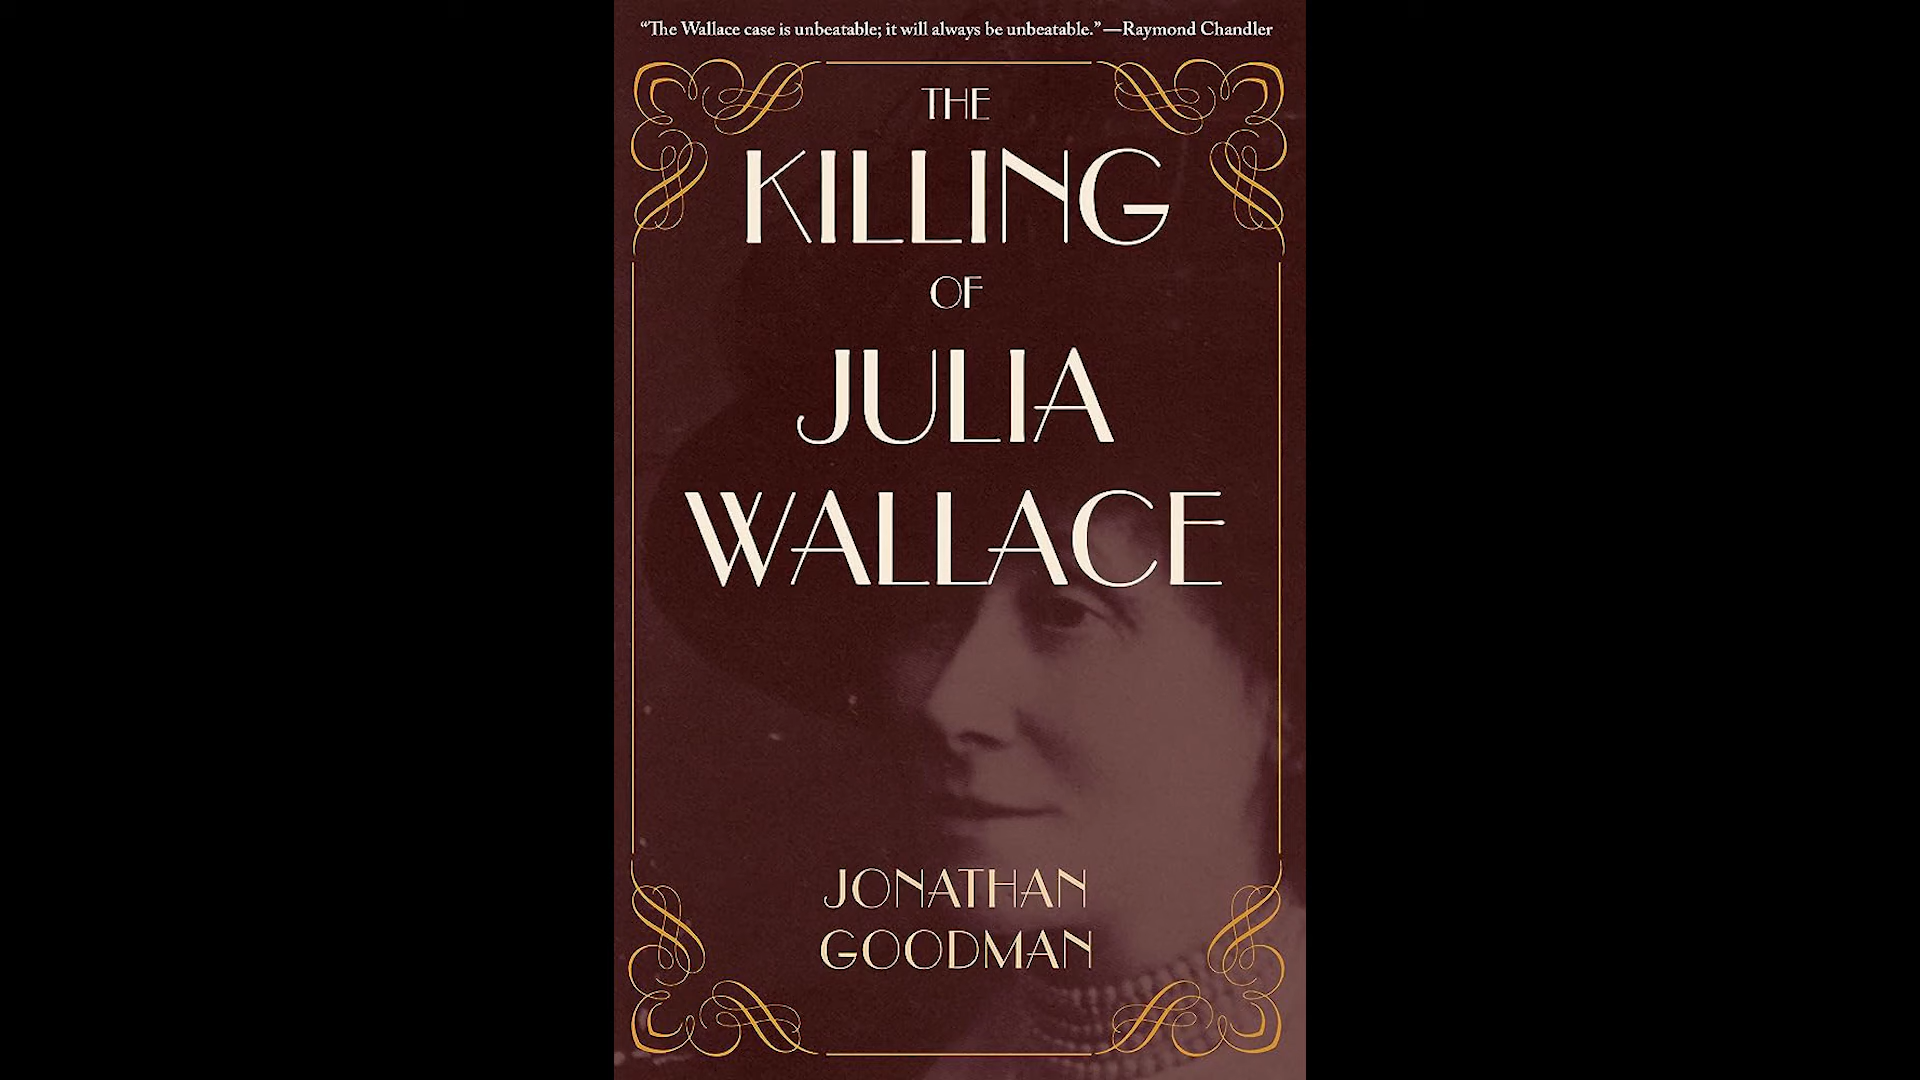 “The Wallace case is unbeatable; it will always be unbeatable.” —Raymond Chandler
THE
KILLING
OF
JULIA
WALLACE
JONATHAN
GOODMAN